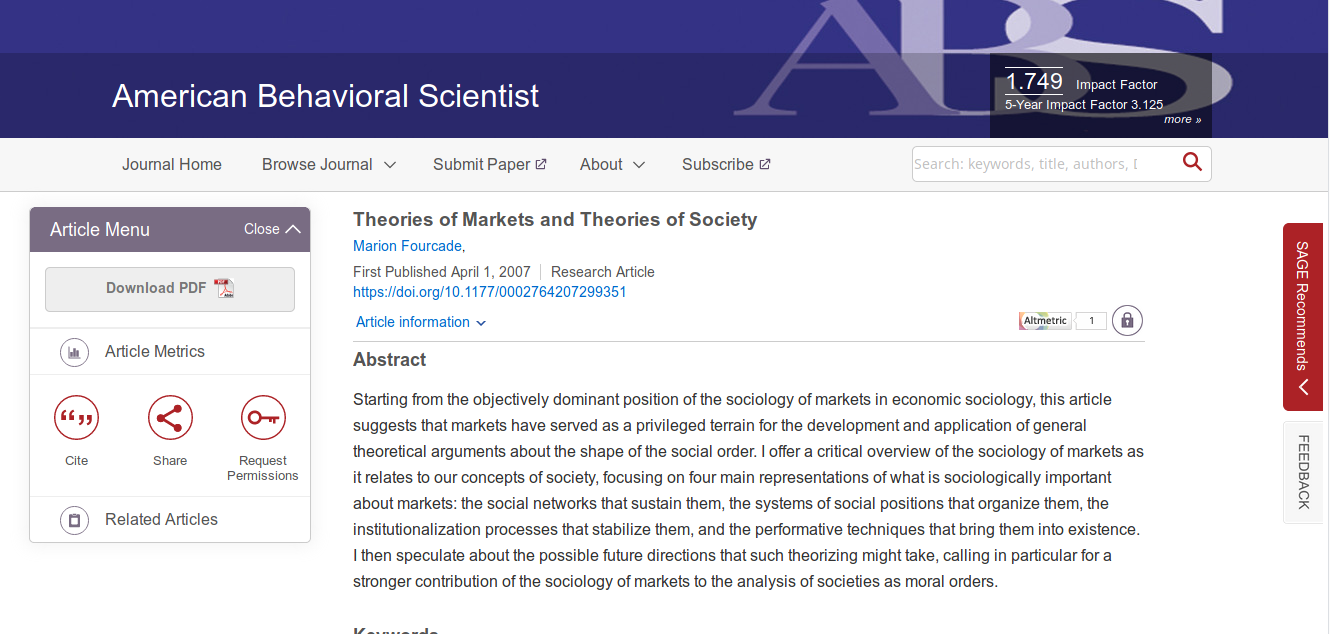 ABS
American Behavioral Scientist
1.749 Impact Factor
5-Year Impact Factor 3.125
more »
Journal Home Browse Journal Submit Paper About Subscribe
Search: keywords, title, authors,
Article Menu Close
Download PDF
Article Metrics
Cite Share Request Permissions
Related Articles
Theories of Markets and Theories of Society
Marion Fourcade,
First Published April 1, 2007 Research Article
https://doi.org/10.1177/0002764207299351
Article information
Altmetric 1
Abstract
Starting from the objectively dominant position of the sociology of markets in economic sociology, this article
suggests that markets have served as a privileged terrain for the development and application of general
theoretical arguments about the shape of the social order. I offer a critical overview of the sociology of markets as
it relates to our concepts of society, focusing on four main representations of what is sociologically important
about markets: the social networks that sustain them, the systems of social positions that organize them, the
institutionalization processes that stabilize them, and the performative techniques that bring them into existence.
I then speculate about the possible future directions that such theorizing might take, calling in particular for a
stronger contribution of the sociology of markets to the analysis of societies as moral orders.
Keywords
SAGE Recommends
FEEDBACK